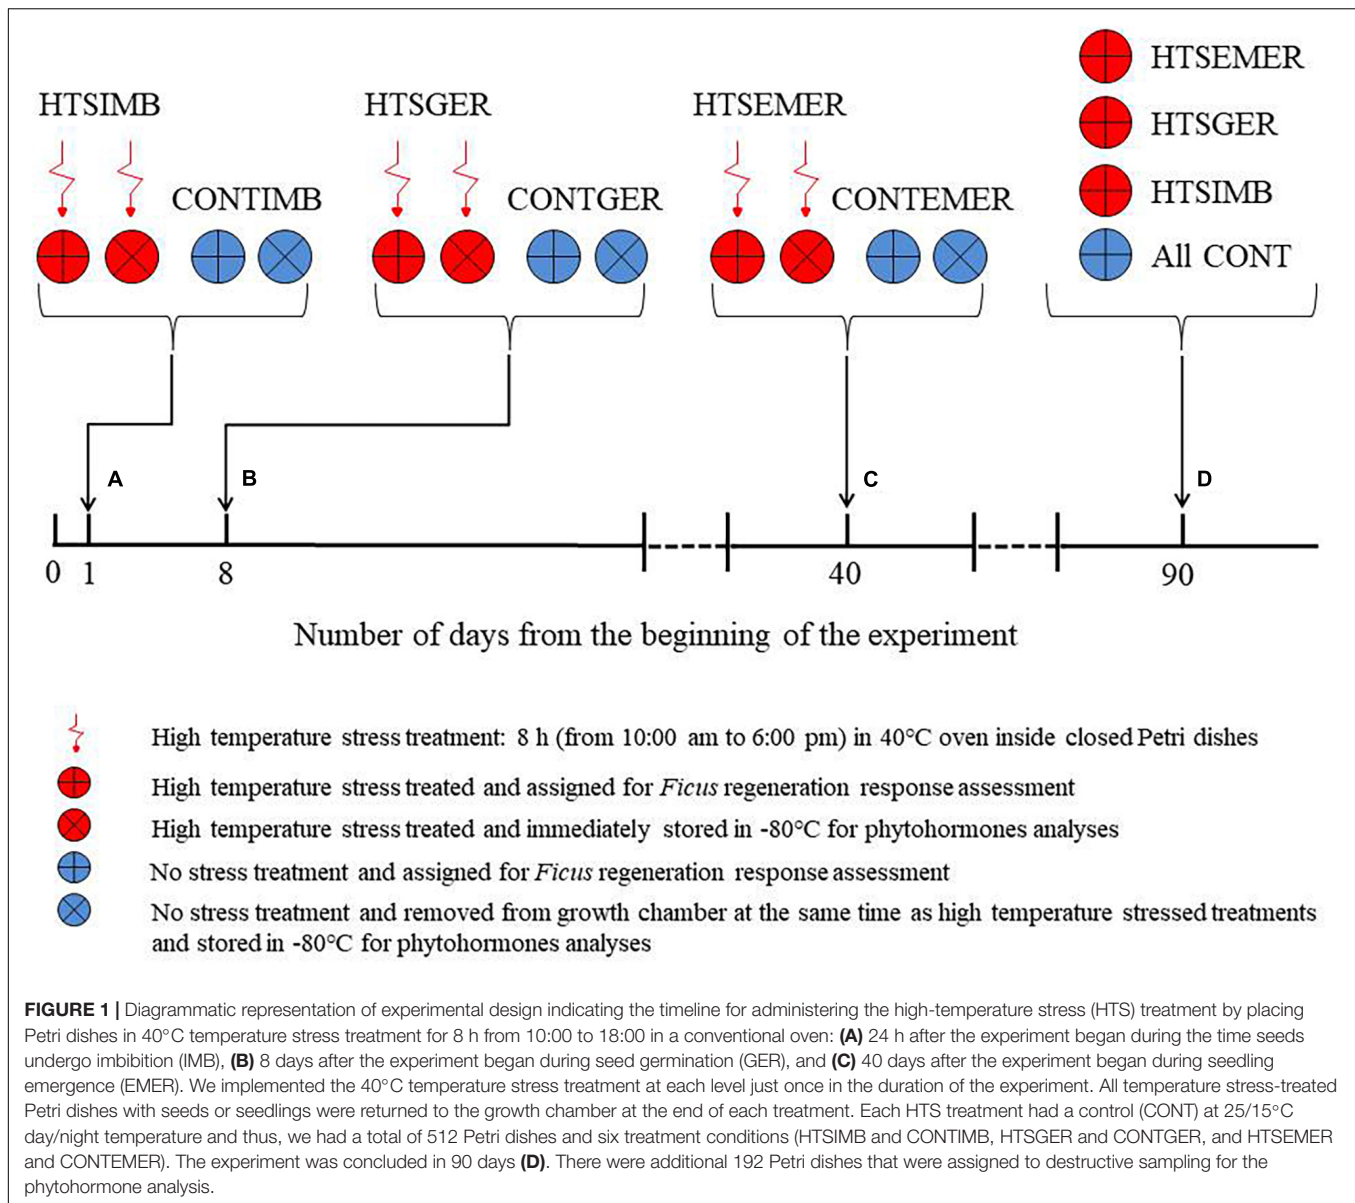 HTSIMB
CONTIMB
HTSGER
CONTGER
HTSEMER
CONTEMER
HTSEMER
HTSGER
HTSIMB
All CONT
A
B
C
D
0 1 8 40 90
Number of days from the beginning of the experiment
High temperature stress treatment: 8 h (from 10:00 am to 6:00 pm) in 40°C oven inside closed Petri dishes
High temperature stress treated and assigned for Ficus regeneration response assessment
High temperature stress treated and immediately stored in -80°C for phytohormones analyses
No stress treatment and assigned for Ficus regeneration response assessment
No stress treatment and removed from growth chamber at the same time as high temperature stressed treatments
and stored in -80°C for phytohormones analyses
FIGURE 1 | Diagrammatic representation of experimental design indicating the timeline for administering the high-temperature stress (HTS) treatment by placing
Petri dishes in 40°C temperature stress treatment for 8 h from 10:00 to 18:00 in a conventional oven: (A) 24 h after the experiment began during the time seeds
undergo imbibition (IMB), (B) 8 days after the experiment began during seed germination (GER), and (C) 40 days after the experiment began during seedling
emergence (EMER). We implemented the 40°C temperature stress treatment at each level just once in the duration of the experiment. All temperature stress-treated
Petri dishes with seeds or seedlings were returned to the growth chamber at the end of each treatment. Each HTS treatment had a control (CONT) at 25/15°C
day/night temperature and thus, we had a total of 512 Petri dishes and six treatment conditions (HTSIMB and CONTIMB, HTSGER and CONTGER, and HTSEMER
and CONTEMER). The experiment was concluded in 90 days (D). There were additional 192 Petri dishes that were assigned to destructive sampling for the
phytohormone analysis.